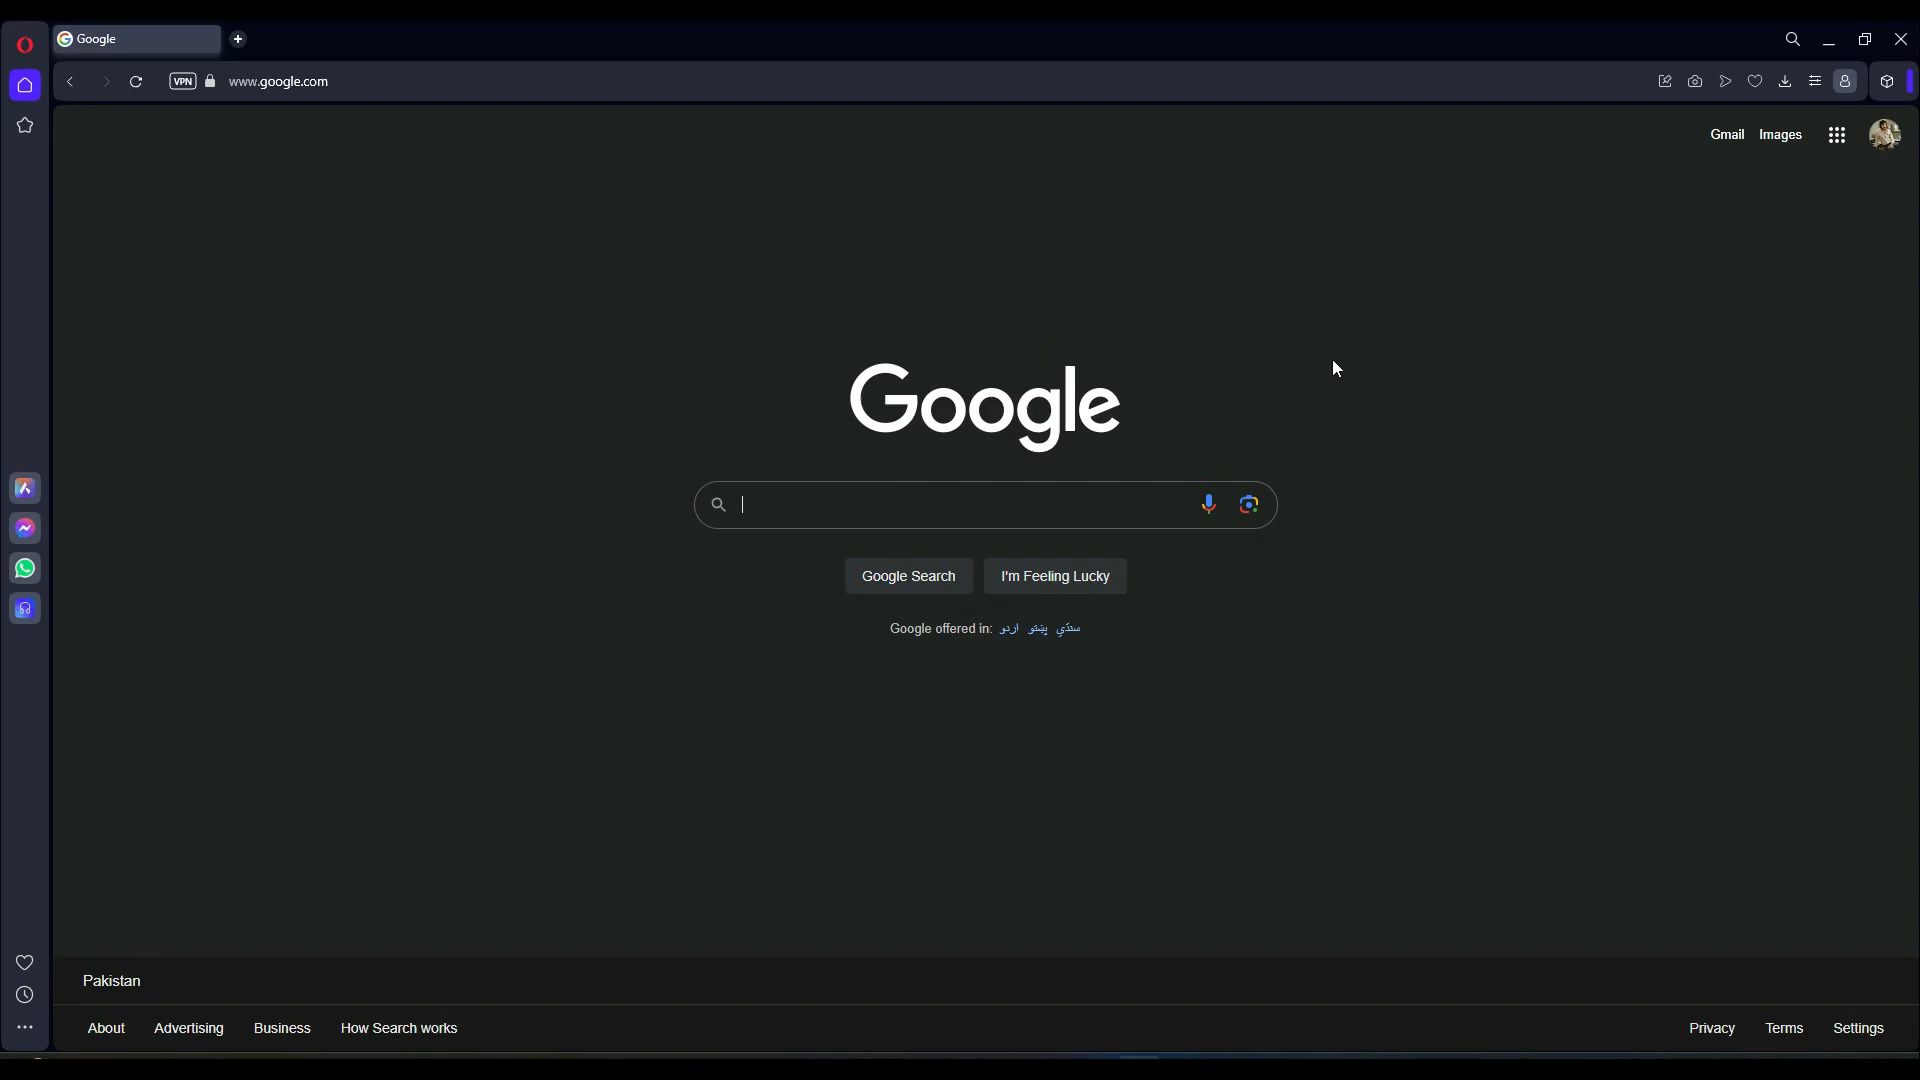 Google
VPN www.google.com
Gmail Images
Google
Google Search I'm Feeling Lucky
Google offered in: اردو پښتو سنڌي
Pakistan
About Advertising Business How Search works Privacy Terms Settings